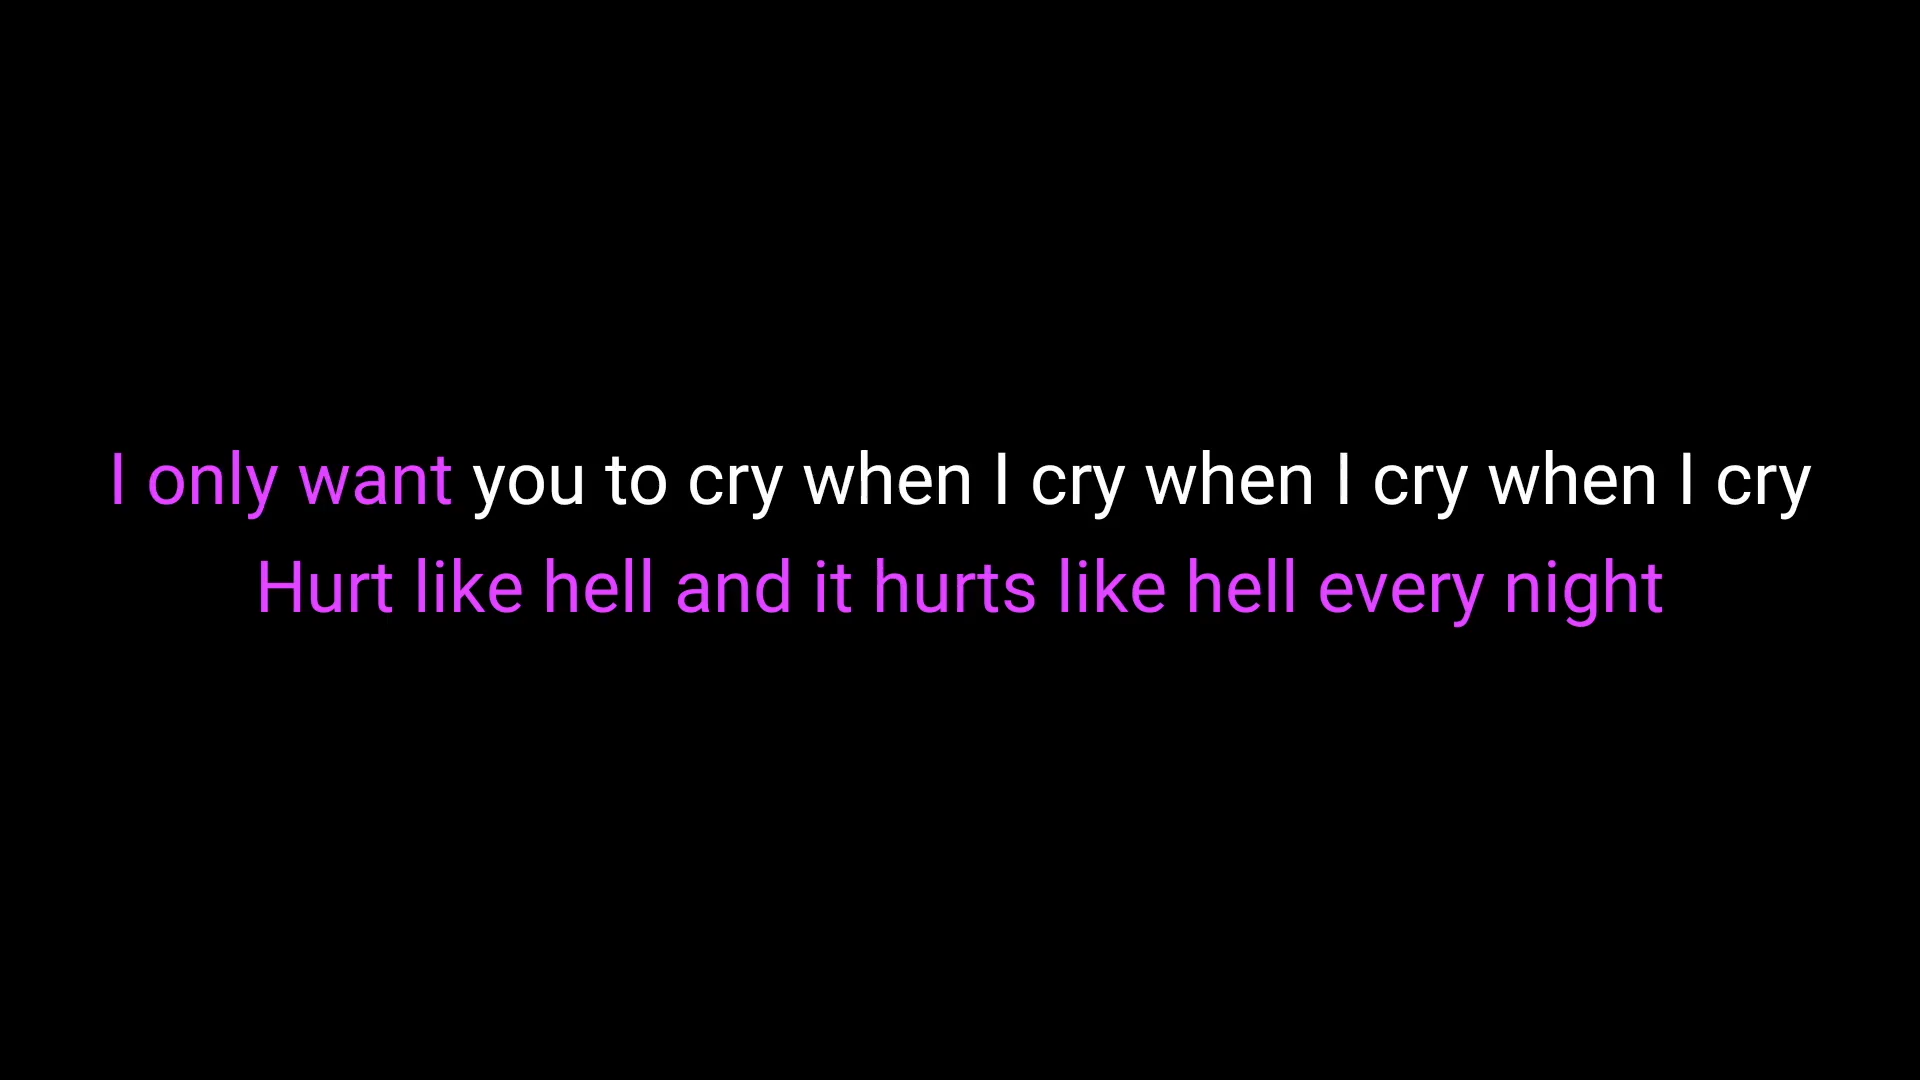 I only want you to cry when I cry when I cry when I cry
Hurt like hell and it hurts like hell every night